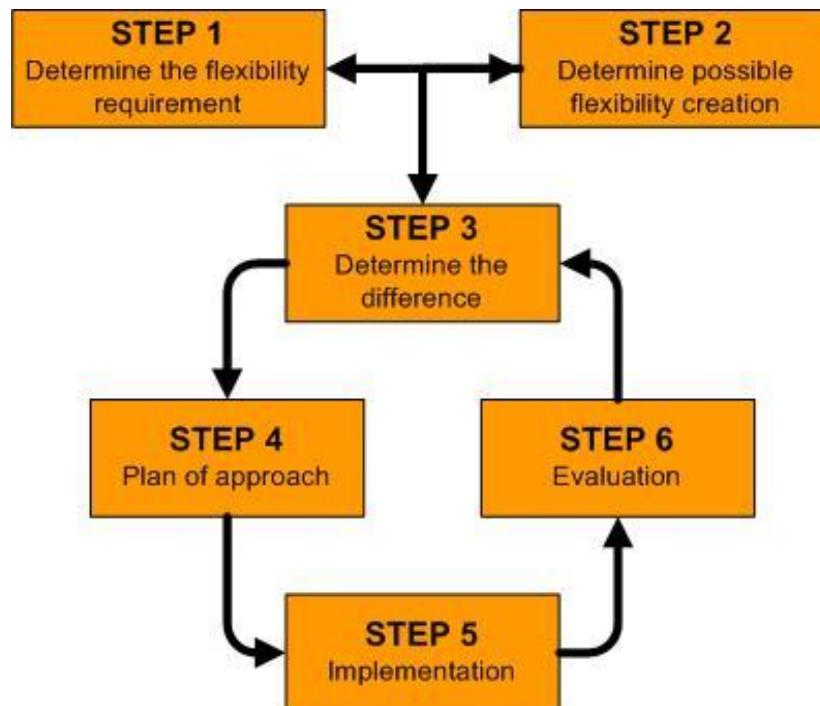 STEP 1
Determine the flexibility
requirement
STEP 2
Determine possible
flexibility creation
STEP 3
Determine the
difference
STEP 4
Plan of approach
STEP 6
Evaluation
STEP 5
Implementation